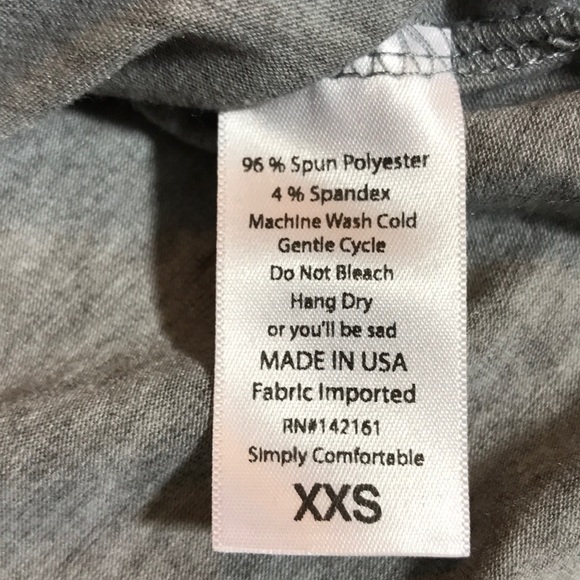 96 % Spun Polyester
4 % Spandex
Machine Wash Cold
Gentle Cycle
Do Not Bleach
Hang Dry
or you'll be sad
MADE IN USA
Fabric Imported
RN#142161
Simply Comfortable
XXS